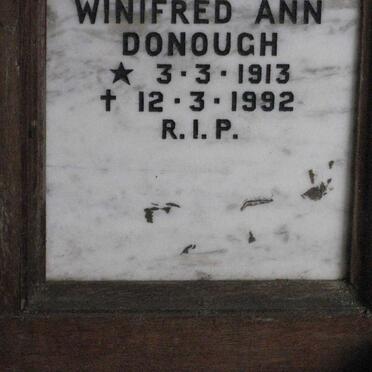 WINIFRED ANN
DONOUGH
★ 3·3·1913
✝ 12·3·1992
R.I.P.